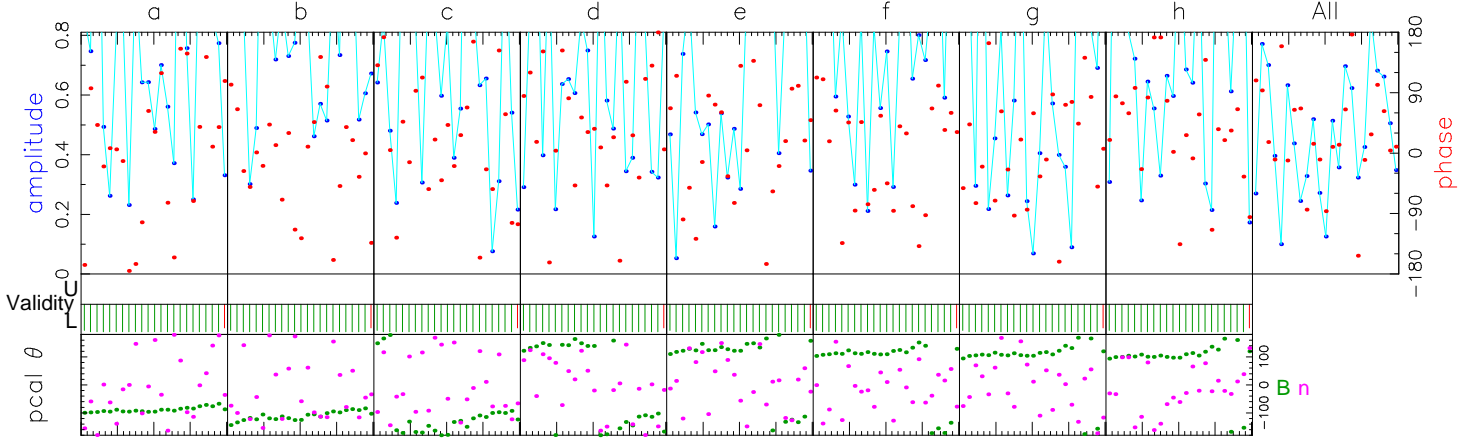 a b c d e f g h All
amplitude
0 0.2 0.4 0.6 0.8
phase
180 90 0 -90 -180
Validity
U
L
pcal θ
100 0 -100
B n